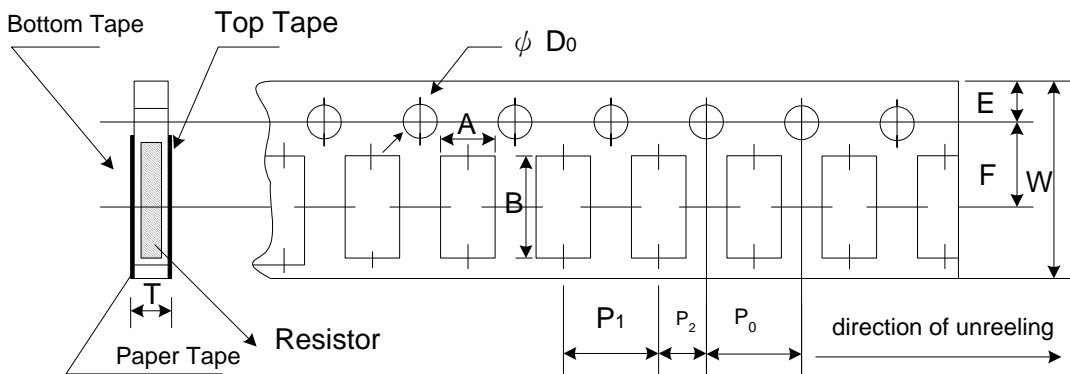 Bottom Tape
Top Tape
ψ D0
E
A
F
W
B
T
P1
P2
P0
Resistor
direction of unreeling
Paper Tape